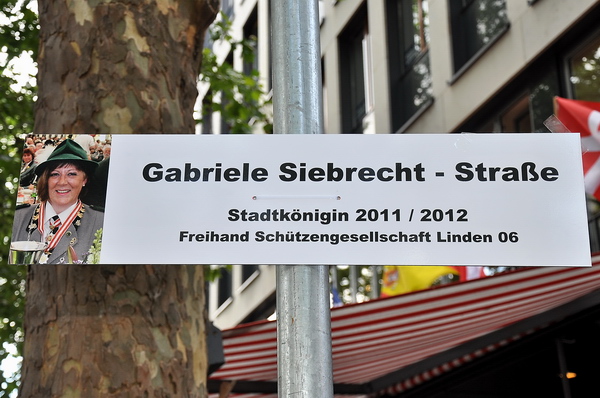 Gabriele Siebrecht - Straße
Stadtkönigin 2011 / 2012
Freihand Schützengesellschaft Linden 06